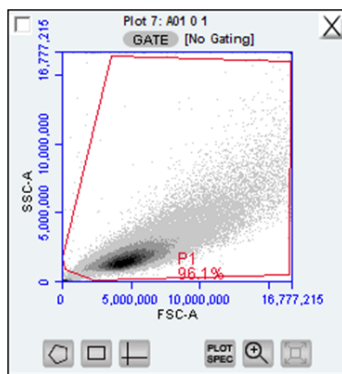 Plot 7: A01 0 1
GATE [No Gating]
16,777,215
10,000,000
5,000,000
0
SSC-A
P1
96.1%
0 5,000,000 10,000,000 16,777,215
FSC-A
PLOT
SPEC